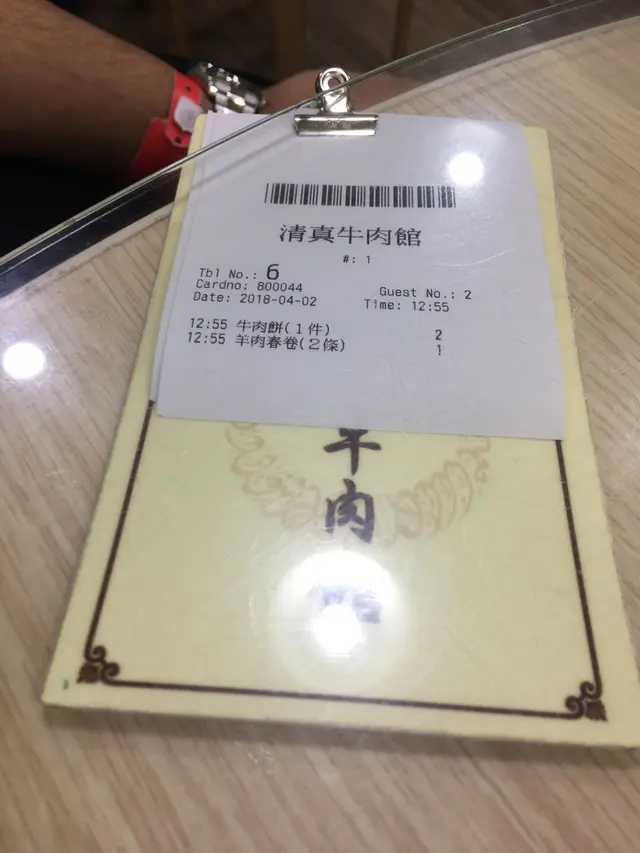 清真牛肉館
#: 1
Tbl No.: 6
Cardno: 800044
Guest No.: 2
Date: 2018-04-02
Time: 12:55
12:55 牛肉餅(1件) 2
12:55 羊肉春卷(2條) 1
牛
肉